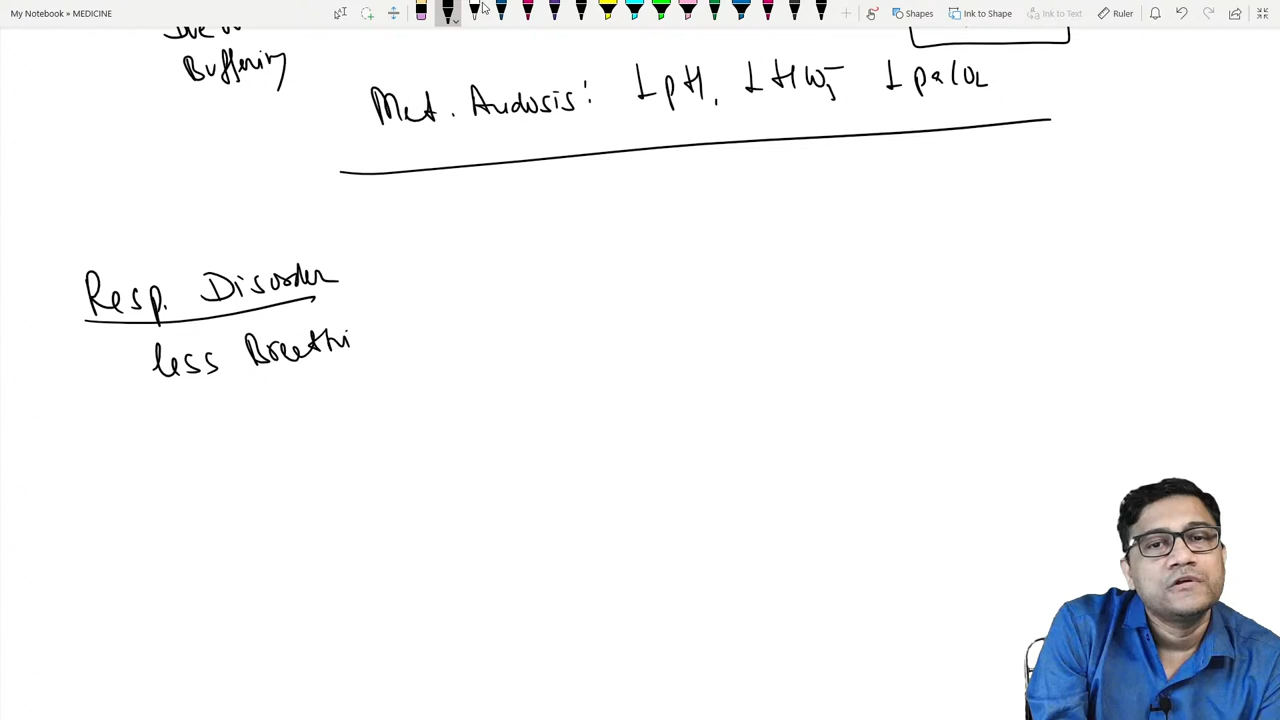 My Notebook » MEDICINE
Shapes Ink to Shape Ink to Text Ruler
Buffering
Met. Audosis: ↓pH, ↓HCO3- ↓paCO2
Resp. Disorder
less Breathi